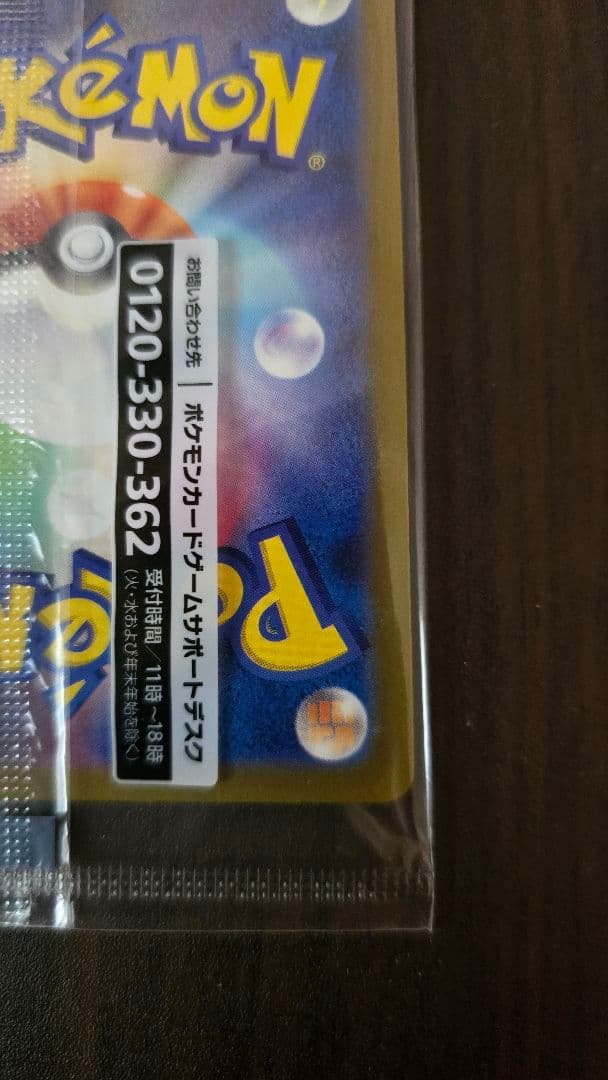 Pokémon
®
お問い合わせ先 | ポケモンカードゲームサポートデスク
0120-330-362 受付時間/11時~18時
(火・水および年末年始を除く)